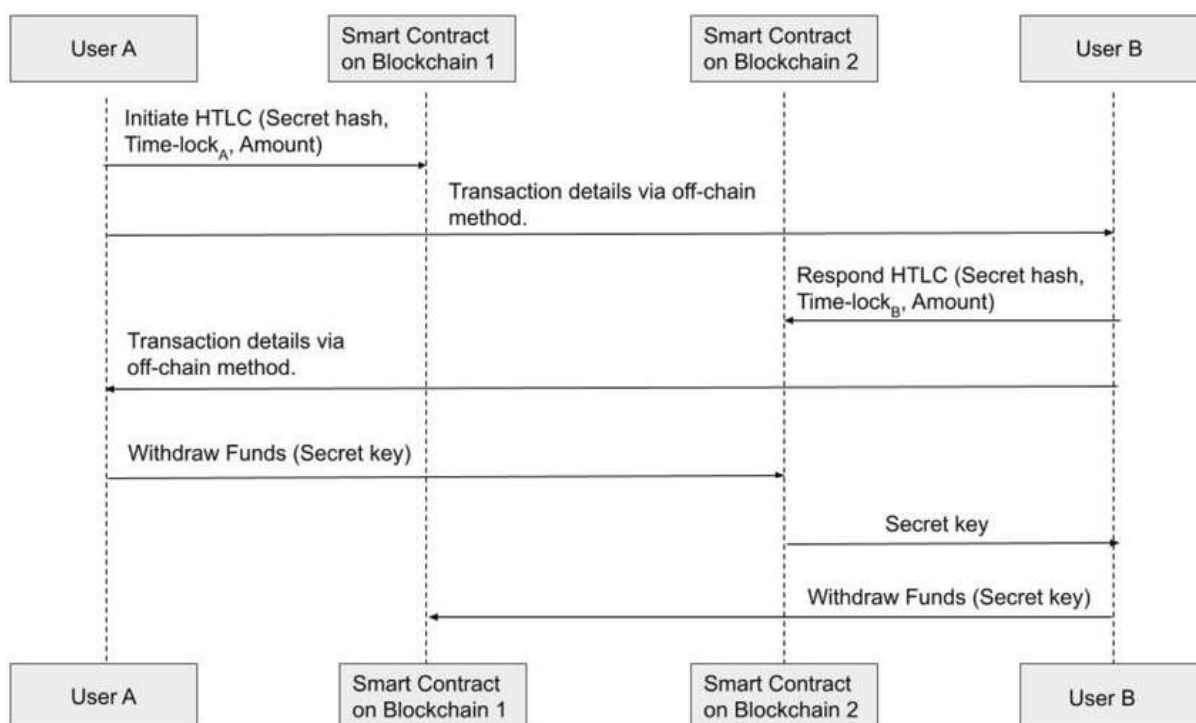 User A
Smart Contract
on Blockchain 1
Smart Contract
on Blockchain 2
User B
Initiate HTLC (Secret hash,
Time-lockA, Amount)
Transaction details via off-chain
method.
Respond HTLC (Secret hash,
Time-lockB, Amount)
Transaction details via
off-chain method.
Withdraw Funds (Secret key)
Secret key
Withdraw Funds (Secret key)
User A
Smart Contract
on Blockchain 1
Smart Contract
on Blockchain 2
User B